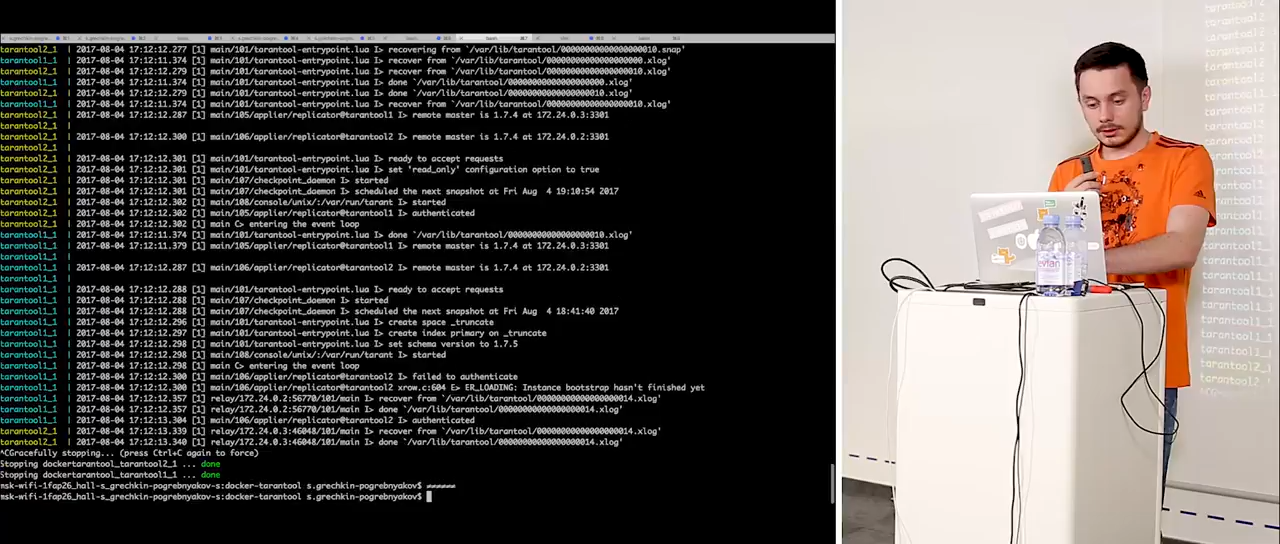 tarantool2_1 | 2017-08-04 17:12:12.277 [1] main/101/tarantool-entrypoint.lua I> recovering from `/var/lib/tarantool/00000000000000000010.snap'
tarantool1_1 | 2017-08-04 17:12:11.374 [1] main/101/tarantool-entrypoint.lua I> recover from `/var/lib/tarantool/00000000000000000000.xlog'
tarantool2_1 | 2017-08-04 17:12:12.279 [1] main/101/tarantool-entrypoint.lua I> recover from `/var/lib/tarantool/00000000000000000010.xlog'
tarantool1_1 | 2017-08-04 17:12:11.374 [1] main/101/tarantool-entrypoint.lua I> done `/var/lib/tarantool/00000000000000000000.xlog'
tarantool2_1 | 2017-08-04 17:12:12.279 [1] main/101/tarantool-entrypoint.lua I> done `/var/lib/tarantool/00000000000000000010.xlog'
tarantool1_1 | 2017-08-04 17:12:11.374 [1] main/101/tarantool-entrypoint.lua I> recover from `/var/lib/tarantool/00000000000000000010.xlog'
tarantool2_1 | 2017-08-04 17:12:12.287 [1] main/105/applier/replicator@tarantool1 I> remote master is 1.7.4 at 172.24.0.3:3301
tarantool2_1 |
tarantool2_1 | 2017-08-04 17:12:12.300 [1] main/106/applier/replicator@tarantool2 I> remote master is 1.7.4 at 172.24.0.2:3301
tarantool2_1 |
tarantool2_1 | 2017-08-04 17:12:12.301 [1] main/101/tarantool-entrypoint.lua I> ready to accept requests
tarantool2_1 | 2017-08-04 17:12:12.301 [1] main/101/tarantool-entrypoint.lua I> set 'read_only' configuration option to true
tarantool2_1 | 2017-08-04 17:12:12.301 [1] main/107/checkpoint_daemon I> started
tarantool2_1 | 2017-08-04 17:12:12.301 [1] main/107/checkpoint_daemon I> scheduled the next snapshot at Fri Aug  4 19:10:54 2017
tarantool2_1 | 2017-08-04 17:12:12.302 [1] main/108/console/unix/:/var/run/tarant I> started
tarantool2_1 | 2017-08-04 17:12:12.302 [1] main/105/applier/replicator@tarantool1 I> authenticated
tarantool2_1 | 2017-08-04 17:12:12.302 [1] main C> entering the event loop
tarantool1_1 | 2017-08-04 17:12:11.374 [1] main/101/tarantool-entrypoint.lua I> done `/var/lib/tarantool/00000000000000000010.xlog'
tarantool1_1 | 2017-08-04 17:12:11.379 [1] main/105/applier/replicator@tarantool1 I> remote master is 1.7.4 at 172.24.0.3:3301
tarantool1_1 |
tarantool1_1 | 2017-08-04 17:12:12.287 [1] main/106/applier/replicator@tarantool2 I> remote master is 1.7.4 at 172.24.0.2:3301
tarantool1_1 |
tarantool1_1 | 2017-08-04 17:12:12.288 [1] main/101/tarantool-entrypoint.lua I> ready to accept requests
tarantool1_1 | 2017-08-04 17:12:12.288 [1] main/107/checkpoint_daemon I> started
tarantool1_1 | 2017-08-04 17:12:12.288 [1] main/107/checkpoint_daemon I> scheduled the next snapshot at Fri Aug  4 18:41:40 2017
tarantool1_1 | 2017-08-04 17:12:12.296 [1] main/101/tarantool-entrypoint.lua I> create space _truncate
tarantool1_1 | 2017-08-04 17:12:12.297 [1] main/101/tarantool-entrypoint.lua I> create index primary on _truncate
tarantool1_1 | 2017-08-04 17:12:12.298 [1] main/101/tarantool-entrypoint.lua I> set schema version to 1.7.5
tarantool1_1 | 2017-08-04 17:12:12.298 [1] main/108/console/unix/:/var/run/tarant I> started
tarantool1_1 | 2017-08-04 17:12:12.298 [1] main C> entering the event loop
tarantool1_1 | 2017-08-04 17:12:12.300 [1] main/106/applier/replicator@tarantool2 I> failed to authenticate
tarantool1_1 | 2017-08-04 17:12:12.300 [1] main/106/applier/replicator@tarantool2 xrow.c:604 E> ER_LOADING: Instance bootstrap hasn't finished yet
tarantool1_1 | 2017-08-04 17:12:12.357 [1] relay/172.24.0.2:56770/101/main I> recover from `/var/lib/tarantool/00000000000000000014.xlog'
tarantool1_1 | 2017-08-04 17:12:12.357 [1] relay/172.24.0.2:56770/101/main I> done `/var/lib/tarantool/00000000000000000014.xlog'
tarantool1_1 | 2017-08-04 17:12:13.304 [1] main/106/applier/replicator@tarantool2 I> authenticated
tarantool2_1 | 2017-08-04 17:12:13.339 [1] relay/172.24.0.3:46048/101/main I> recover from `/var/lib/tarantool/00000000000000000014.xlog'
tarantool2_1 | 2017-08-04 17:12:13.340 [1] relay/172.24.0.3:46048/101/main I> done `/var/lib/tarantool/00000000000000000014.xlog'
^CGracefully stopping... (press Ctrl+C again to force)
Stopping dockertarantool_tarantool2_1 ... done
Stopping dockertarantool_tarantool1_1 ... done
msk-wifi-1fap26_hall-s_grechkin-pogrebnyakov-s:docker-tarantool s.grechkin-pogrebnyakov$
msk-wifi-1fap26_hall-s_grechkin-pogrebnyakov-s:docker-tarantool s.grechkin-pogrebnyakov$
evian